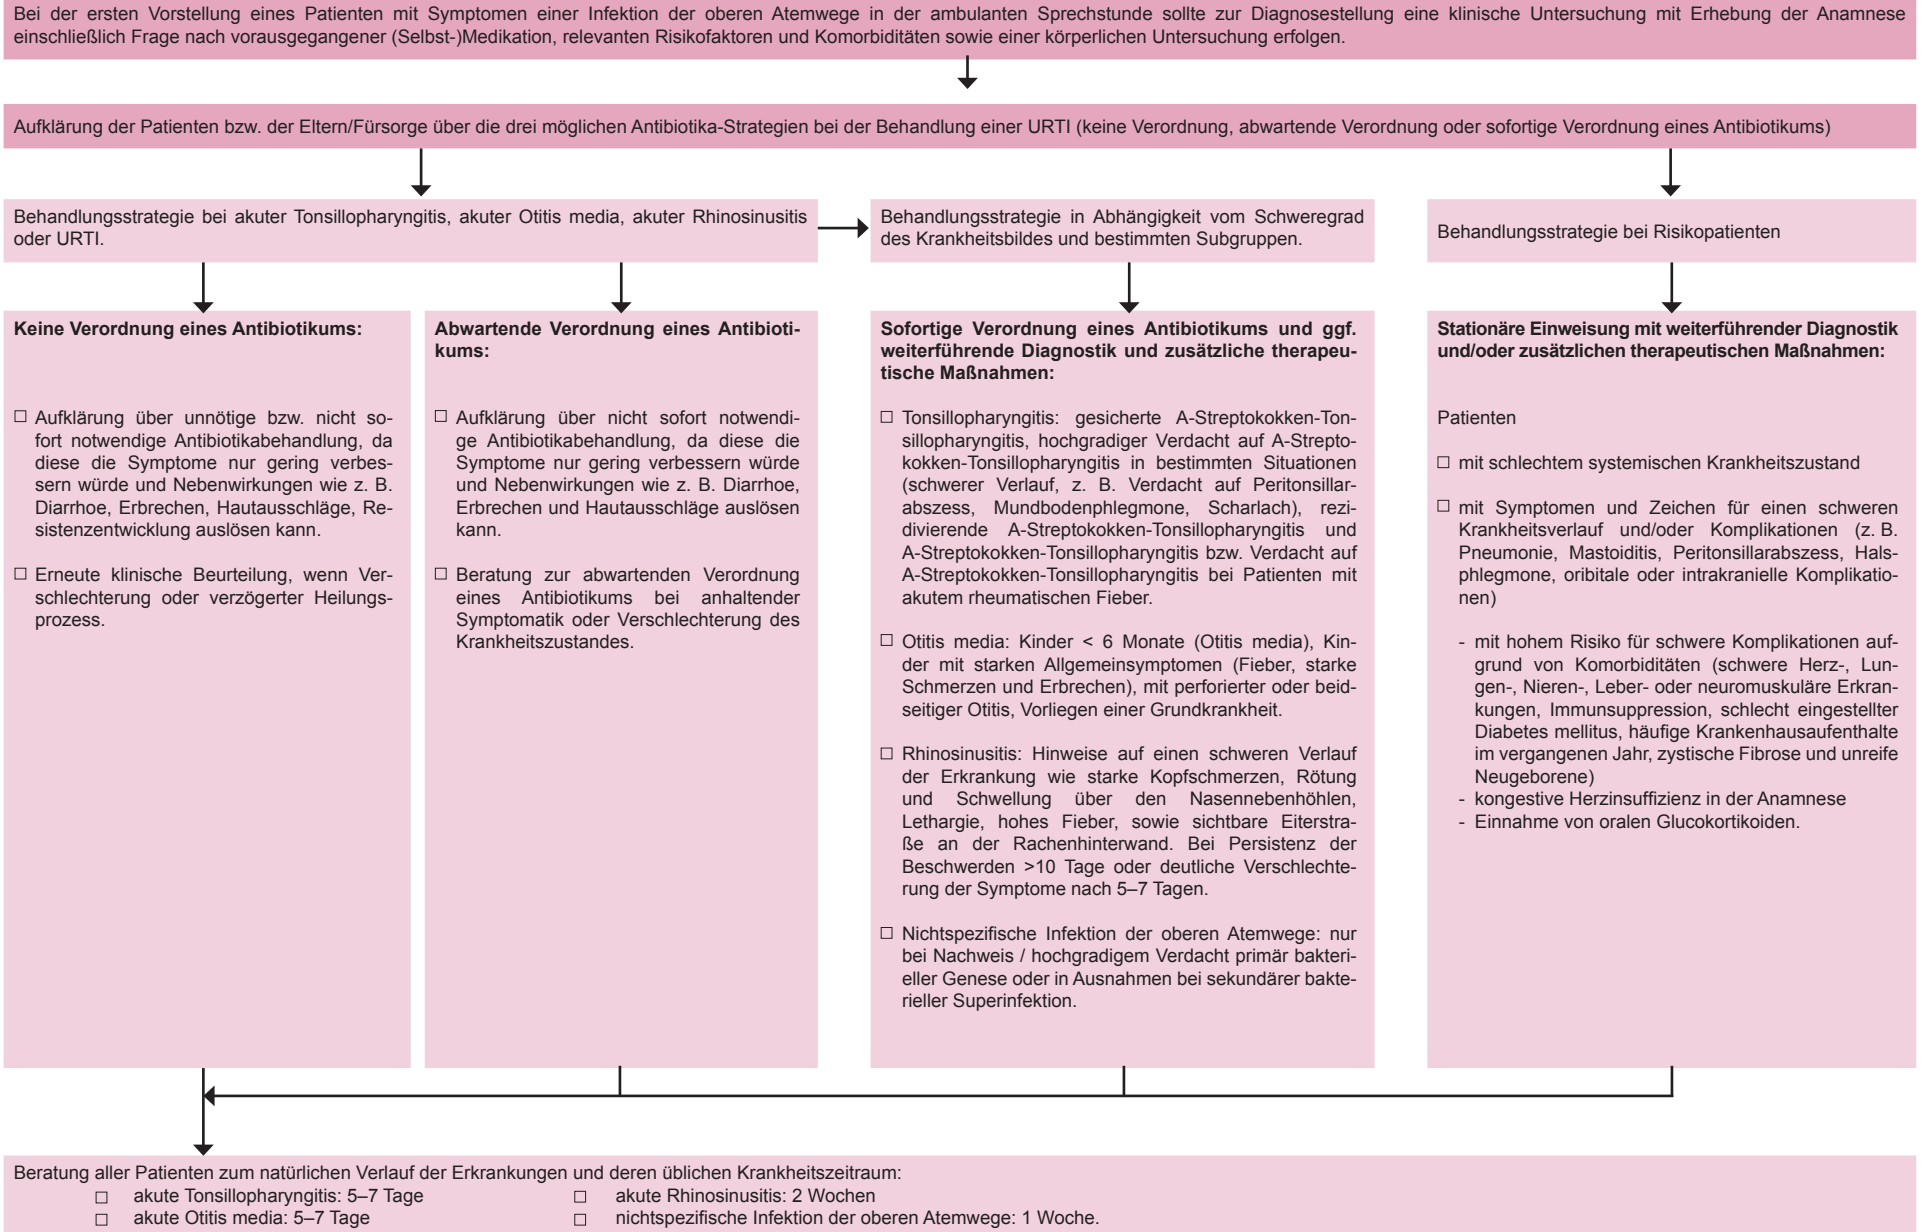 Bei der ersten Vorstellung eines Patienten mit Symptomen einer Infektion der oberen Atemwege in der ambulanten Sprechstunde sollte zur Diagnosestellung eine klinische Untersuchung mit Erhebung der Anamnese
einschließlich Frage nach vorausgegangener (Selbst-)Medikation, relevanten Risikofaktoren und Komorbiditäten sowie einer körperlichen Untersuchung erfolgen.
Aufklärung der Patienten bzw. der Eltern/Fürsorge über die drei möglichen Antibiotika-Strategien bei der Behandlung einer URTI (keine Verordnung, abwartende Verordnung oder sofortige Verordnung eines Antibiotikums)
Behandlungsstrategie bei akuter Tonsillopharyngitis, akuter Otitis media, akuter Rhinosinusitis
oder URTI.
Behandlungsstrategie in Abhängigkeit vom Schweregrad
des Krankheitsbildes und bestimmten Subgruppen.
Behandlungsstrategie bei Risikopatienten
Keine Verordnung eines Antibiotikums:
□ Aufklärung über unnötige bzw. nicht so-
fort notwendige Antibiotikabehandlung, da
diese die Symptome nur gering verbes-
sern würde und Nebenwirkungen wie z. B.
Diarrhoe, Erbrechen, Hautausschläge, Re-
sistenzentwicklung auslösen kann.
□ Erneute klinische Beurteilung, wenn Ver-
schlechterung oder verzögerter Heilungs-
prozess.
Abwartende Verordnung eines Antibioti-
kums:
□ Aufklärung über nicht sofort notwendi-
ge Antibiotikabehandlung, da diese die
Symptome nur gering verbessern würde
und Nebenwirkungen wie z. B. Diarrhoe,
Erbrechen und Hautausschläge auslösen
kann.
□ Beratung zur abwartenden Verordnung
eines Antibiotikums bei anhaltender
Symptomatik oder Verschlechterung des
Krankheitszustandes.
Sofortige Verordnung eines Antibiotikums und ggf.
weiterführende Diagnostik und zusätzliche therapeu-
tische Maßnahmen:
□ Tonsillopharyngitis: gesicherte A-Streptokokken-Ton-
sillopharyngitis, hochgradiger Verdacht auf A-Strepto-
kokken-Tonsillopharyngitis in bestimmten Situationen
(schwerer Verlauf, z. B. Verdacht auf Peritonsillar-
abszess, Mundbodenphlegmone, Scharlach), rezi-
divierende A-Streptokokken-Tonsillopharyngitis und
A-Streptokokken-Tonsillopharyngitis bzw. Verdacht auf
A-Streptokokken-Tonsillopharyngitis bei Patienten mit
akutem rheumatischen Fieber.
□ Otitis media: Kinder < 6 Monate (Otitis media), Kin-
der mit starken Allgemeinsymptomen (Fieber, starke
Schmerzen und Erbrechen), mit perforierter oder beid-
seitiger Otitis, Vorliegen einer Grundkrankheit.
□ Rhinosinusitis: Hinweise auf einen schweren Verlauf
der Erkrankung wie starke Kopfschmerzen, Rötung
und Schwellung über den Nasennebenhöhlen,
Lethargie, hohes Fieber, sowie sichtbare Eiterstra-
ße an der Rachenhinterwand. Bei Persistenz der
Beschwerden >10 Tage oder deutliche Verschlechte-
rung der Symptome nach 5–7 Tagen.
□ Nichtspezifische Infektion der oberen Atemwege: nur
bei Nachweis / hochgradigem Verdacht primär bakteri-
eller Genese oder in Ausnahmen bei sekundärer bakte-
rieller Superinfektion.
Stationäre Einweisung mit weiterführender Diagnostik
und/oder zusätzlichen therapeutischen Maßnahmen:
Patienten
□ mit schlechtem systemischen Krankheitszustand
□ mit Symptomen und Zeichen für einen schweren
Krankheitsverlauf und/oder Komplikationen (z. B.
Pneumonie, Mastoiditis, Peritonsillarabszess, Hals-
phlegmone, oribitale oder intrakranielle Komplikatio-
nen)
- mit hohem Risiko für schwere Komplikationen auf-
grund von Komorbiditäten (schwere Herz-, Lun-
gen-, Nieren-, Leber- oder neuromuskuläre Erkran-
kungen, Immunsuppression, schlecht eingestellter
Diabetes mellitus, häufige Krankenhausaufenthalte
im vergangenen Jahr, zystische Fibrose und unreife
Neugeborene)
- kongestive Herzinsuffizienz in der Anamnese
- Einnahme von oralen Glucokortikoiden.
Beratung aller Patienten zum natürlichen Verlauf der Erkrankungen und deren üblichen Krankheitszeitraum:
□ akute Tonsillopharyngitis: 5–7 Tage
□ akute Otitis media: 5–7 Tage
□ akute Rhinosinusitis: 2 Wochen
□ nichtspezifische Infektion der oberen Atemwege: 1 Woche.